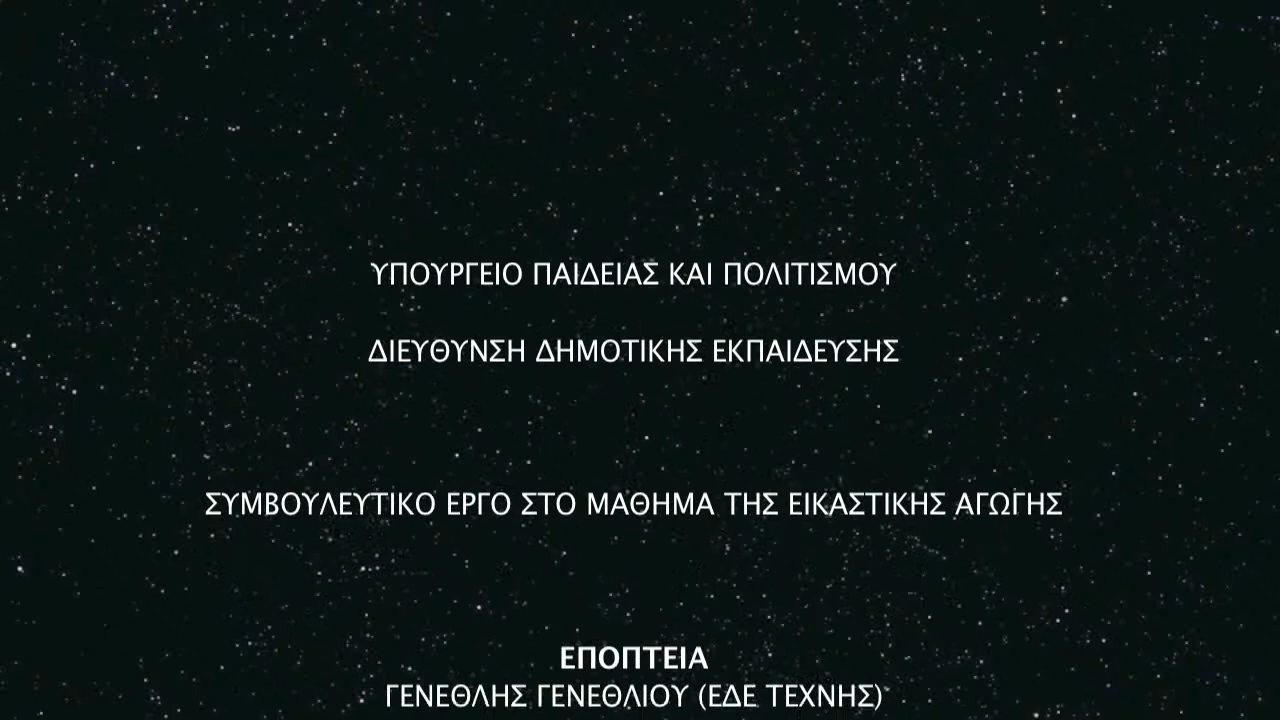 ΥΠΟΥΡΓΕΙΟ ΠΑΙΔΕΙΑΣ ΚΑΙ ΠΟΛΙΤΙΣΜΟΥ
ΔΙΕΥΘΥΝΣΗ ΔΗΜΟΤΙΚΗΣ ΕΚΠΑΙΔΕΥΣΗΣ
ΣΥΜΒΟΥΛΕΥΤΙΚΟ ΕΡΓΟ ΣΤΟ ΜΑΘΗΜΑ ΤΗΣ ΕΙΚΑΣΤΙΚΗΣ ΑΓΩΓΗΣ
ΕΠΟΠΤΕΙΑ
ΓΕΝΕΘΛΗΣ ΓΕΝΕΘΛΙΟΥ (ΕΔΕ ΤΕΧΝΗΣ)